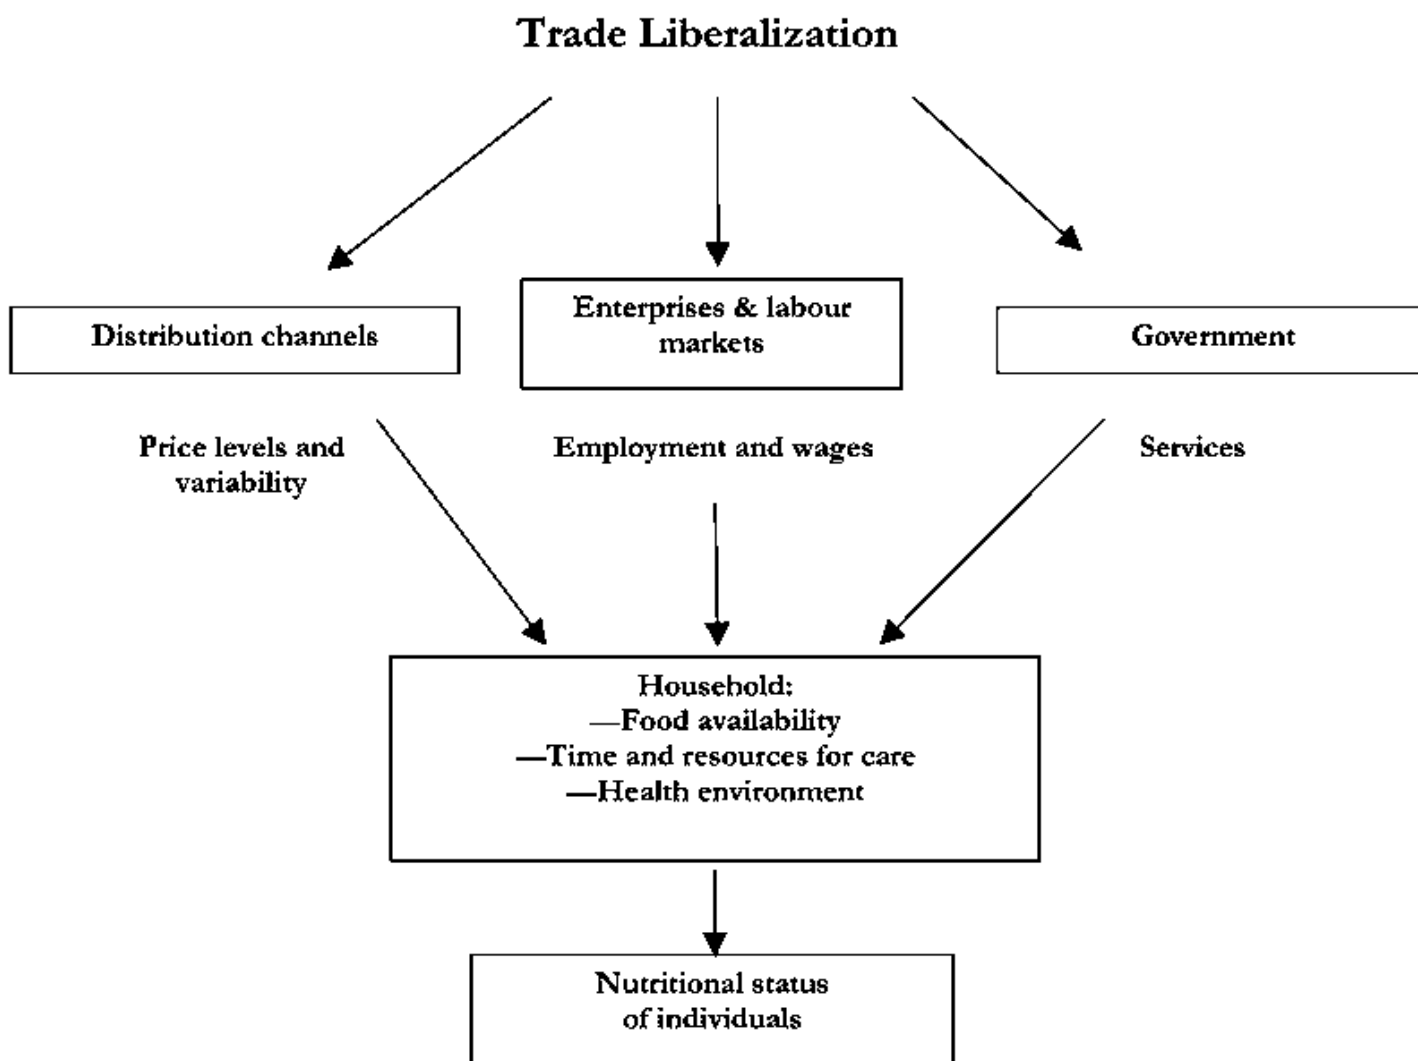 Trade Liberalization
Distribution channels
Enterprises & labour
markets
Government
Price levels and
variability
Employment and wages
Services
Household:
—Food availability
—Time and resources for care
—Health environment
Nutritional status
of individuals